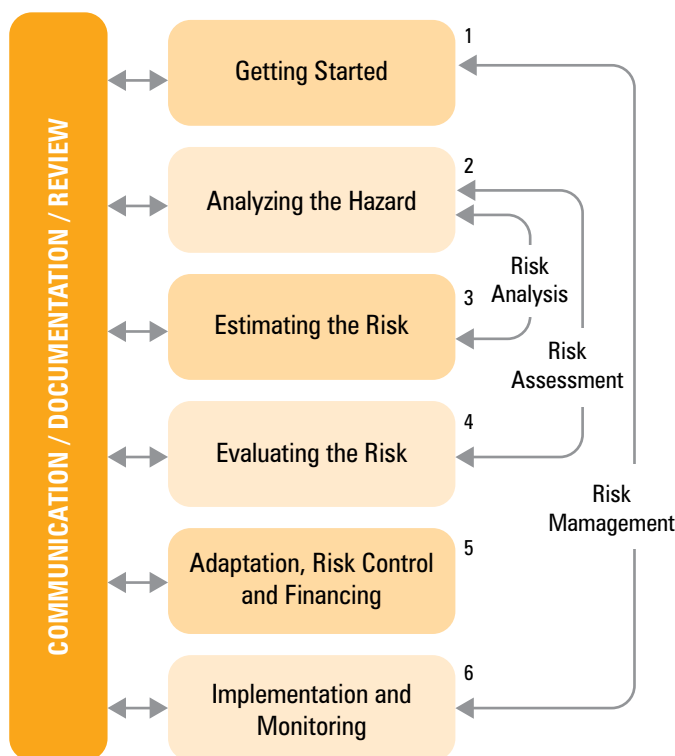 COMMUNICATION / DOCUMENTATION / REVIEW
1
Getting Started
2
Analyzing the Hazard
Risk
Analysis
3
Estimating the Risk
Risk
Assessment
4
Evaluating the Risk
Risk
Mamagement
5
Adaptation, Risk Control
and Financing
6
Implementation and
Monitoring